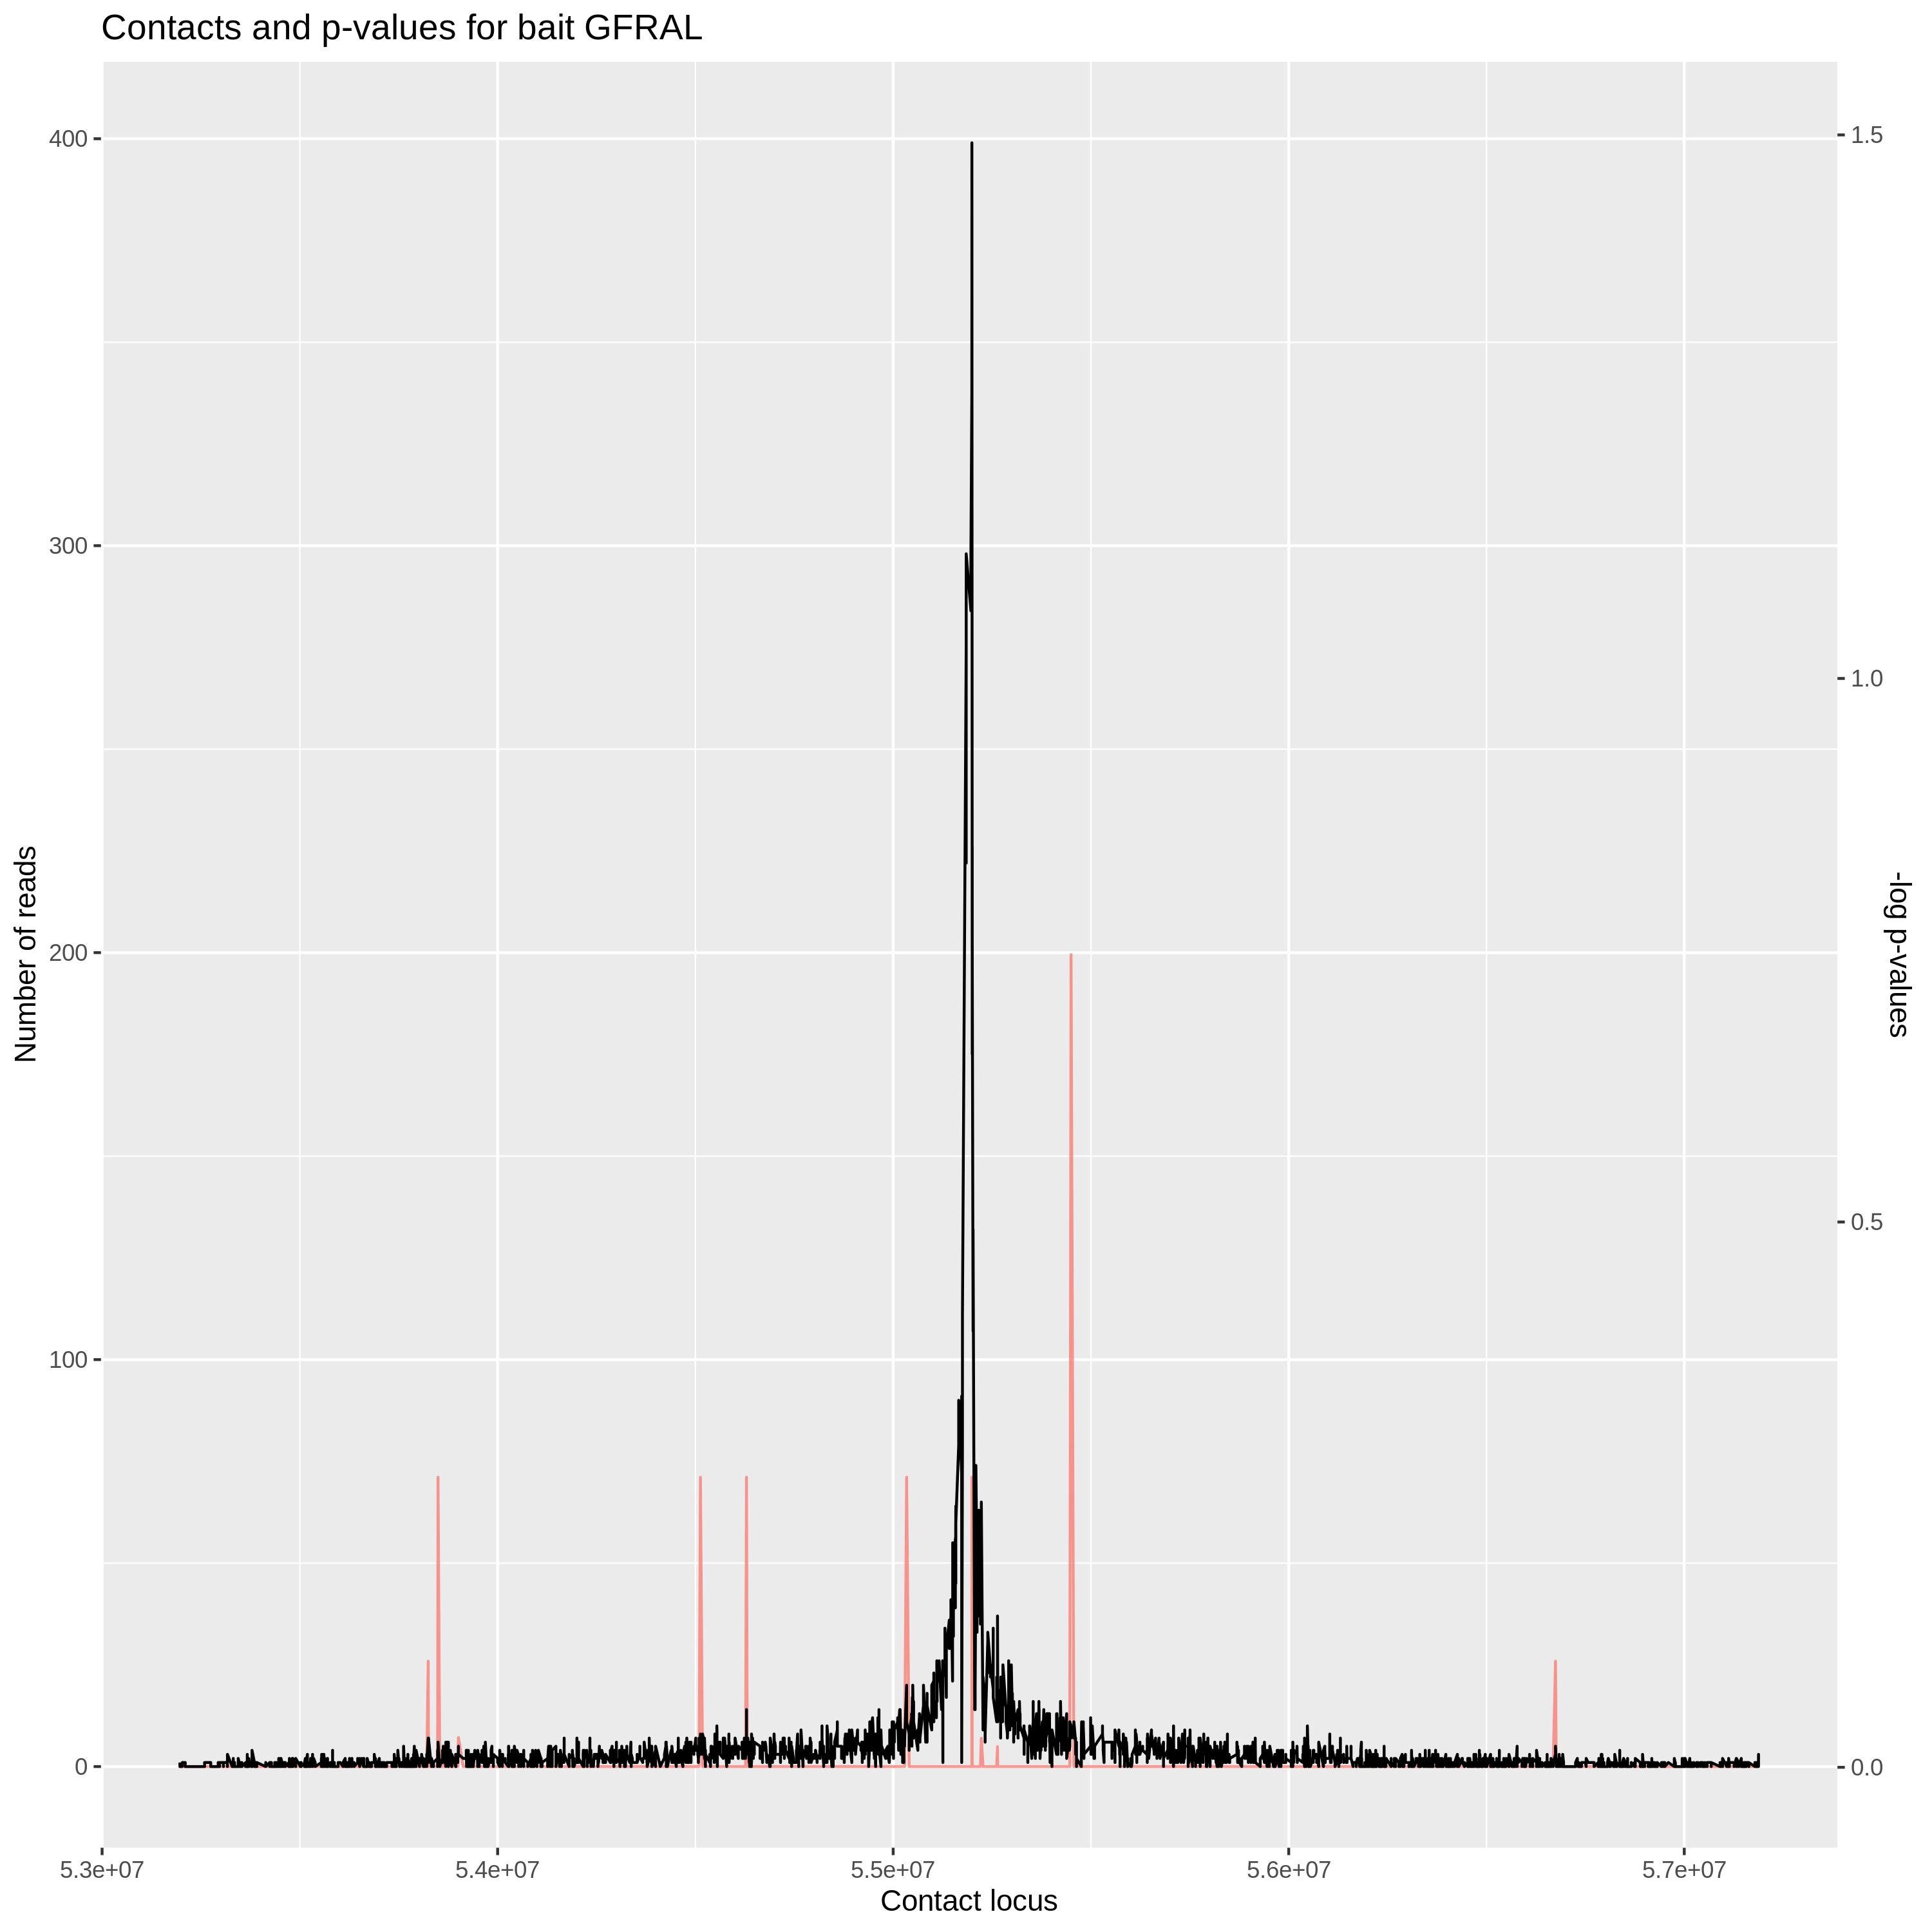 Contacts and p-values for bait GFRAL
400
300
200
100
0
1.5
1.0
0.5
0.0
Number of reads
-log p-values
5.3e+07
5.4e+07
5.5e+07
5.6e+07
5.7e+07
Contact locus